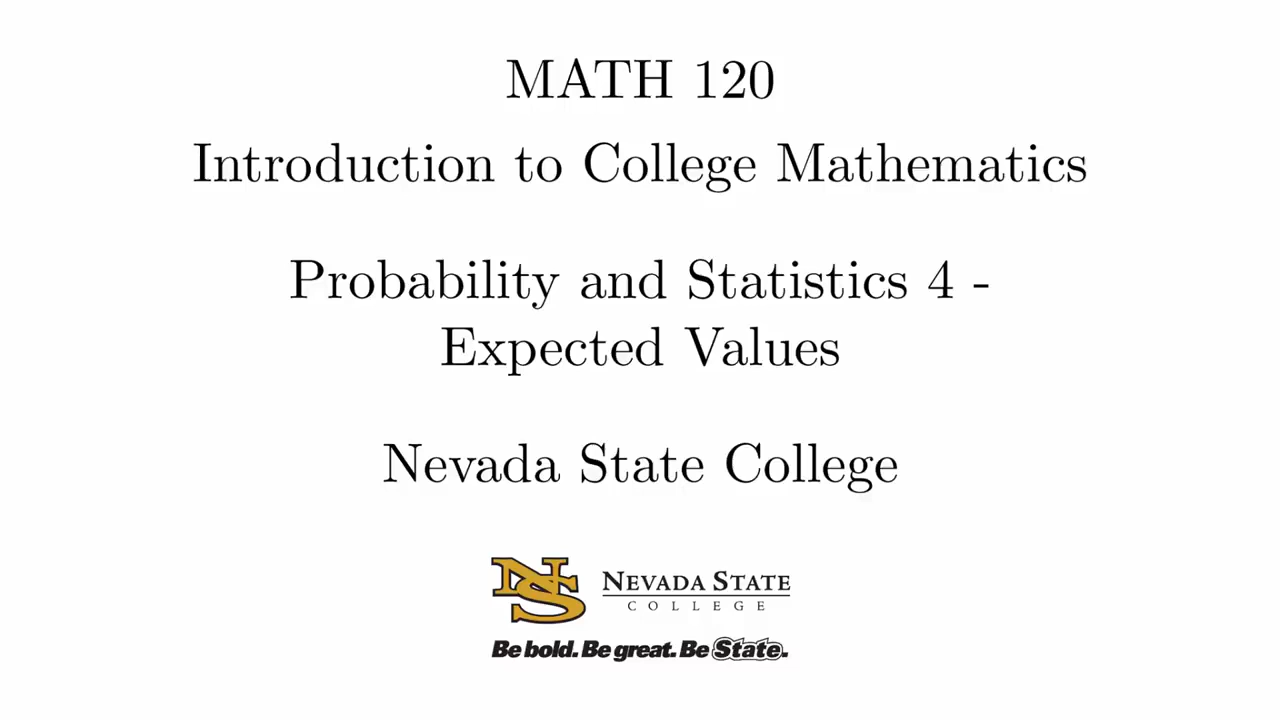 MATH 120
Introduction to College Mathematics
Probability and Statistics 4 -
Expected Values
Nevada State College
NS NEVADA STATE
COLLEGE
Be bold. Be great. Be State.